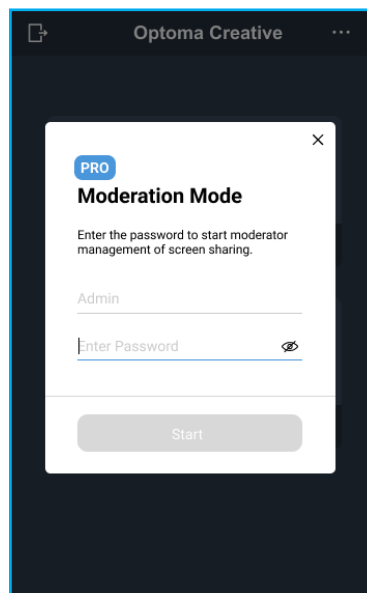 Optoma Creative
PRO
Moderation Mode
Enter the password to start moderator
management of screen sharing.
Admin
Enter Password
Start